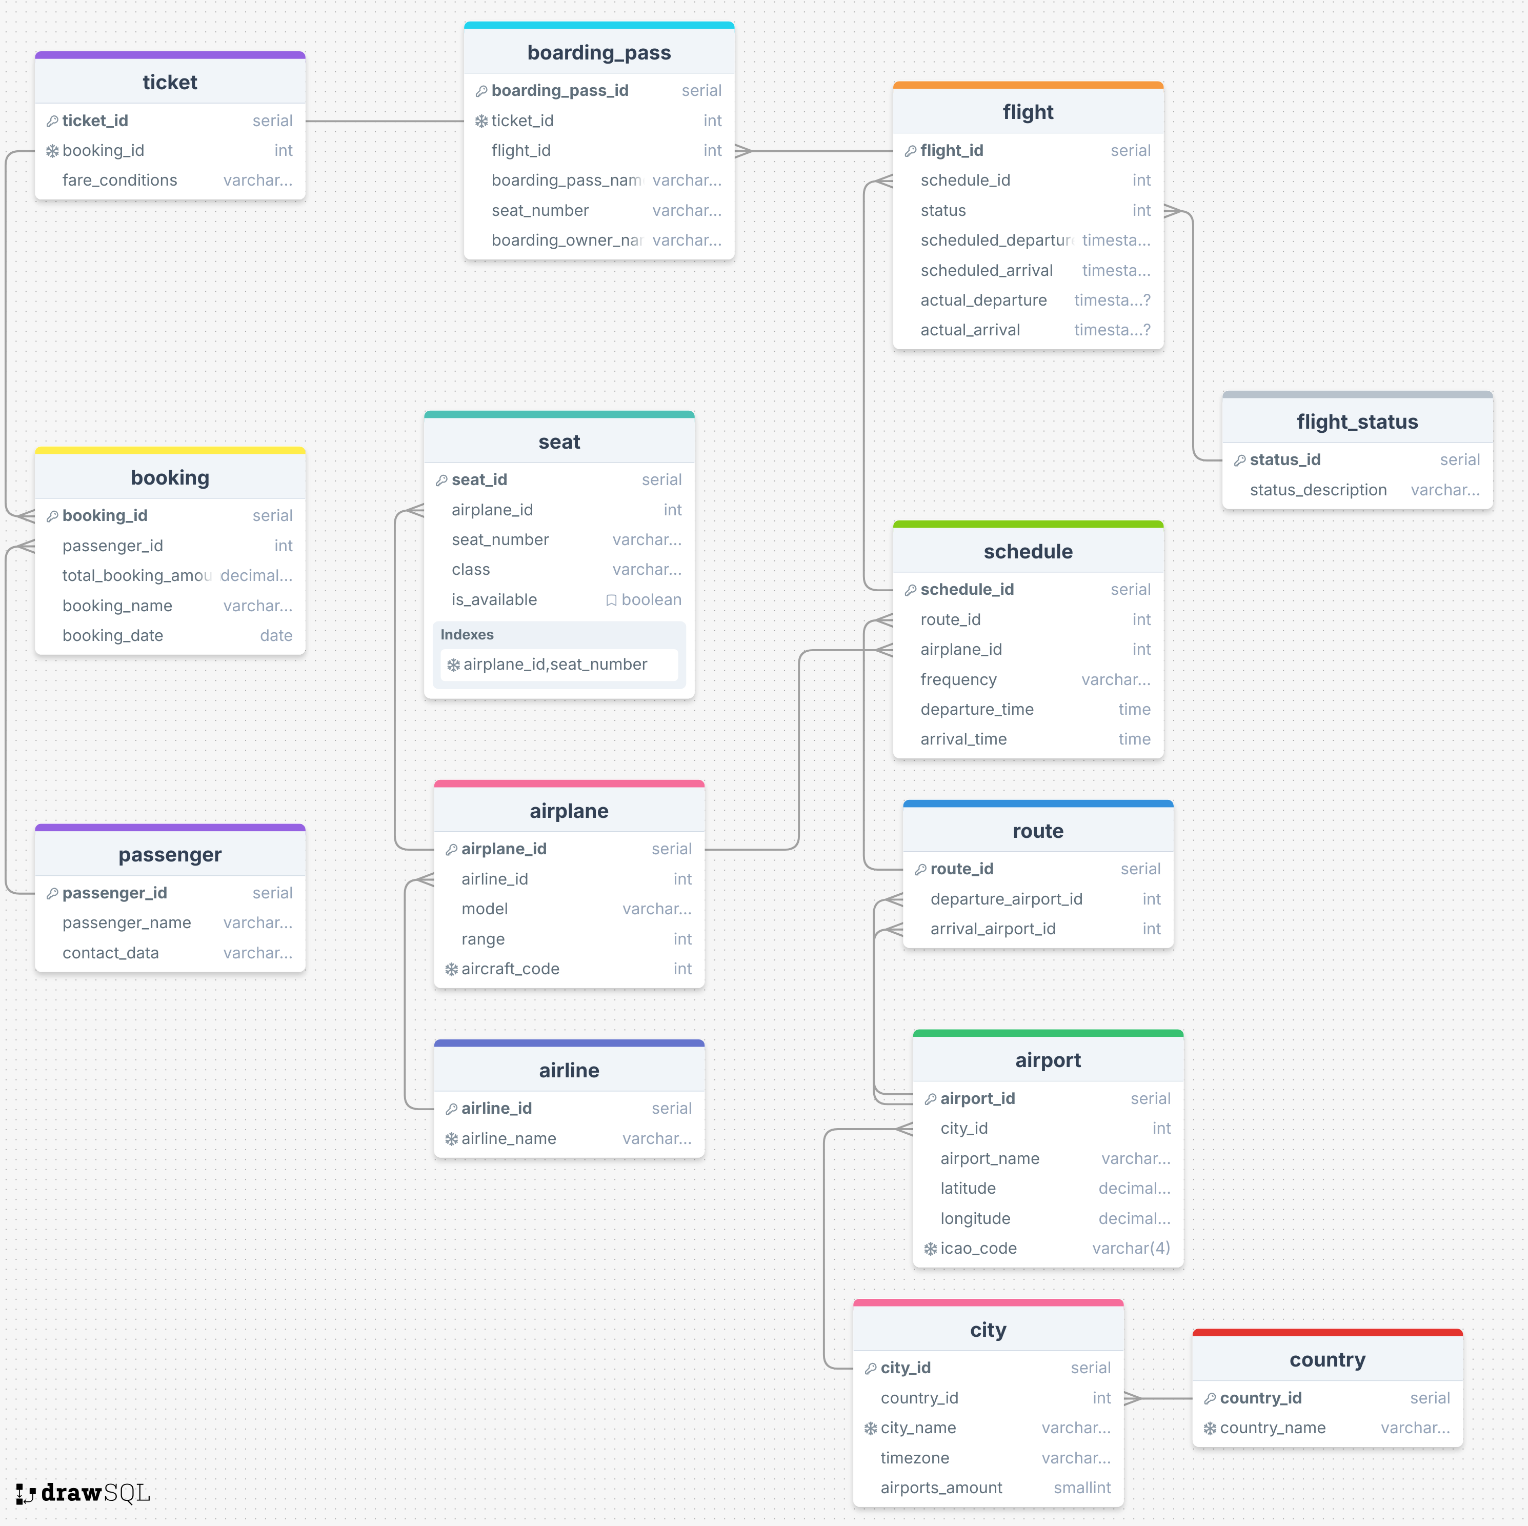 ticket
ticket_id serial
booking_id int
fare_conditions varchar...
boarding_pass
boarding_pass_id serial
ticket_id int
flight_id int
boarding_pass_nam varchar...
seat_number varchar...
boarding_owner_nar varchar...
flight
flight_id serial
schedule_id int
status int
scheduled_departur timesta...
scheduled_arrival timesta...
actual_departure timesta...?
actual_arrival timesta...?
flight_status
status_id serial
status_description varchar...
booking
booking_id serial
passenger_id int
total_booking_amou decimal...
booking_name varchar...
booking_date date
seat
seat_id serial
airplane_id int
seat_number varchar...
class varchar...
is_available boolean
Indexes
airplane_id,seat_number
schedule
schedule_id serial
route_id int
airplane_id int
frequency varchar...
departure_time time
arrival_time time
passenger
passenger_id serial
passenger_name varchar...
contact_data varchar...
airplane
airplane_id serial
airline_id int
model varchar...
range int
aircraft_code int
route
route_id serial
departure_airport_id int
arrival_airport_id int
airline
airline_id serial
airline_name varchar...
airport
airport_id serial
city_id int
airport_name varchar...
latitude decimal...
longitude decimal...
icao_code varchar(4)
city
city_id serial
country_id int
city_name varchar...
timezone varchar...
airports_amount smallint
country
country_id serial
country_name varchar...
drawSQL